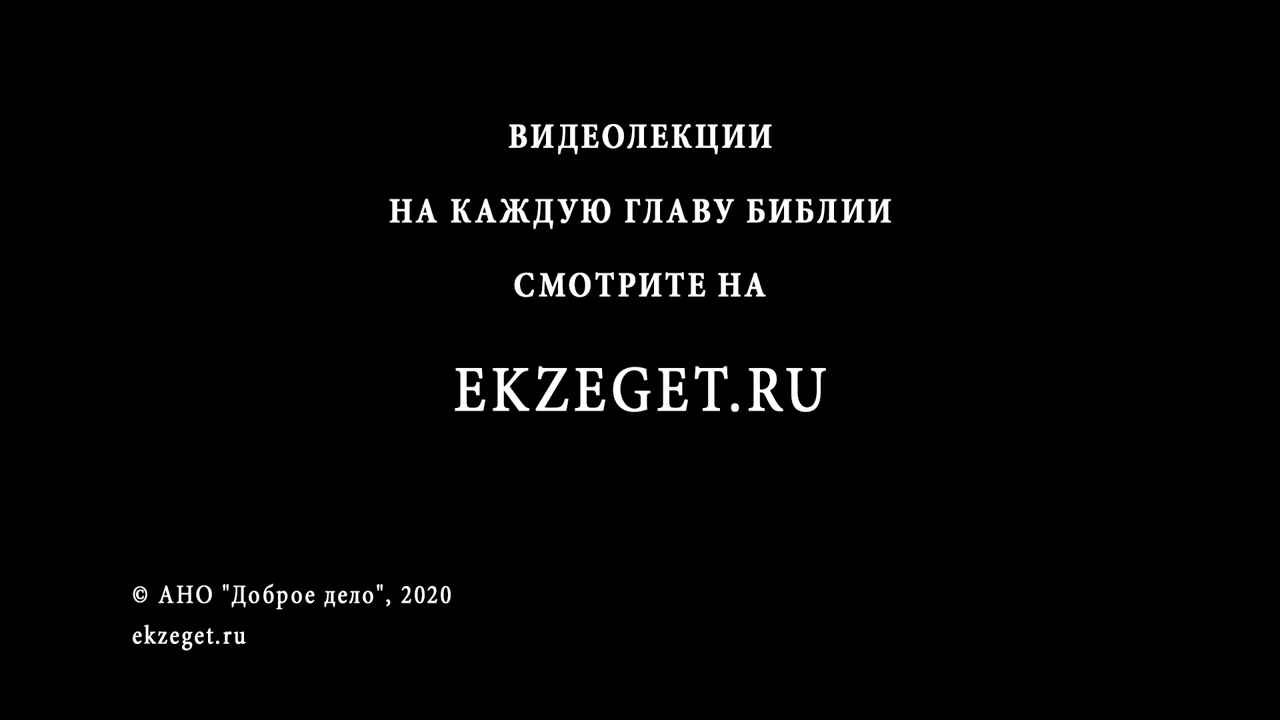 ВИДЕОЛЕКЦИИ
НА КАЖДУЮ ГЛАВУ БИБЛИИ
СМОТРИТЕ НА
EKZEGET.RU
© АНО "Доброе дело", 2020
ekzeget.ru